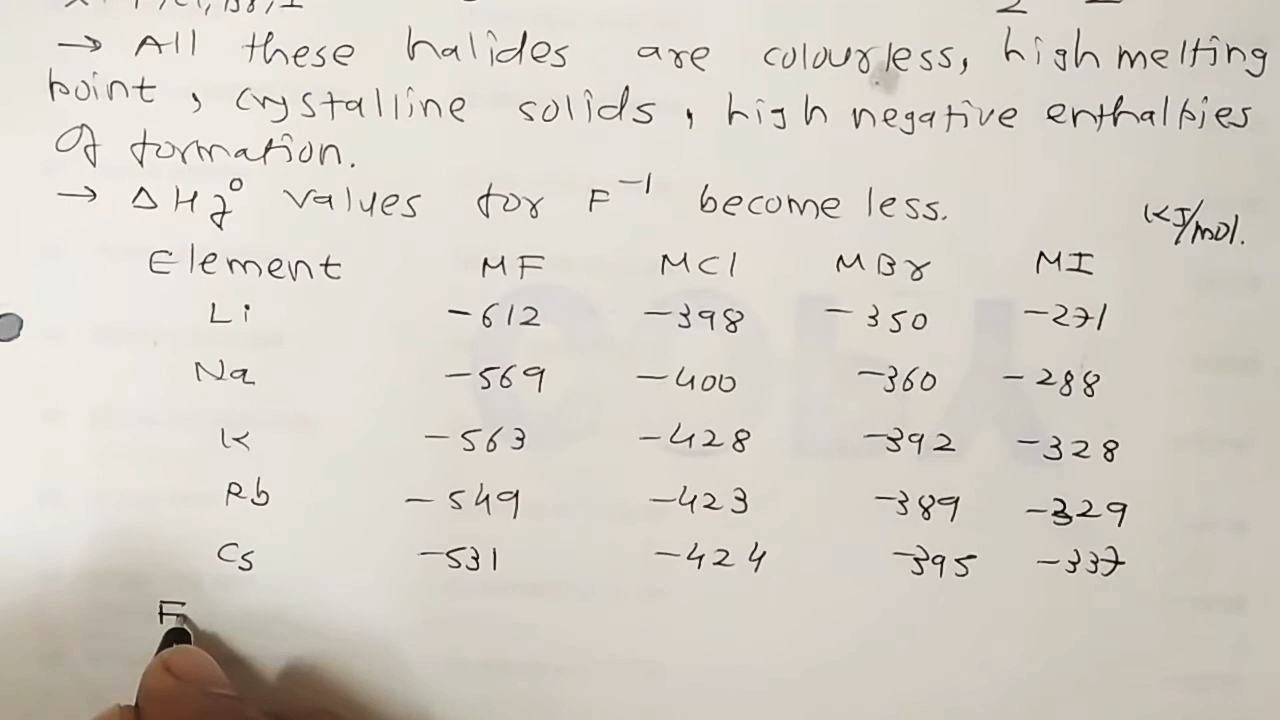 → All these halides are colourless, high melting
point, crystalline solids, high negative enthalpies
of formation.
→ ΔHf° values for F⁻¹ become less.
KJ/mol.
Element MF MCl MBr MI
Li -612 -398 -350 -271
Na -569 -400 -360 -288
K -563 -428 -392 -328
Rb -549 -423 -389 -329
Cs -531 -424 -395 -337
F